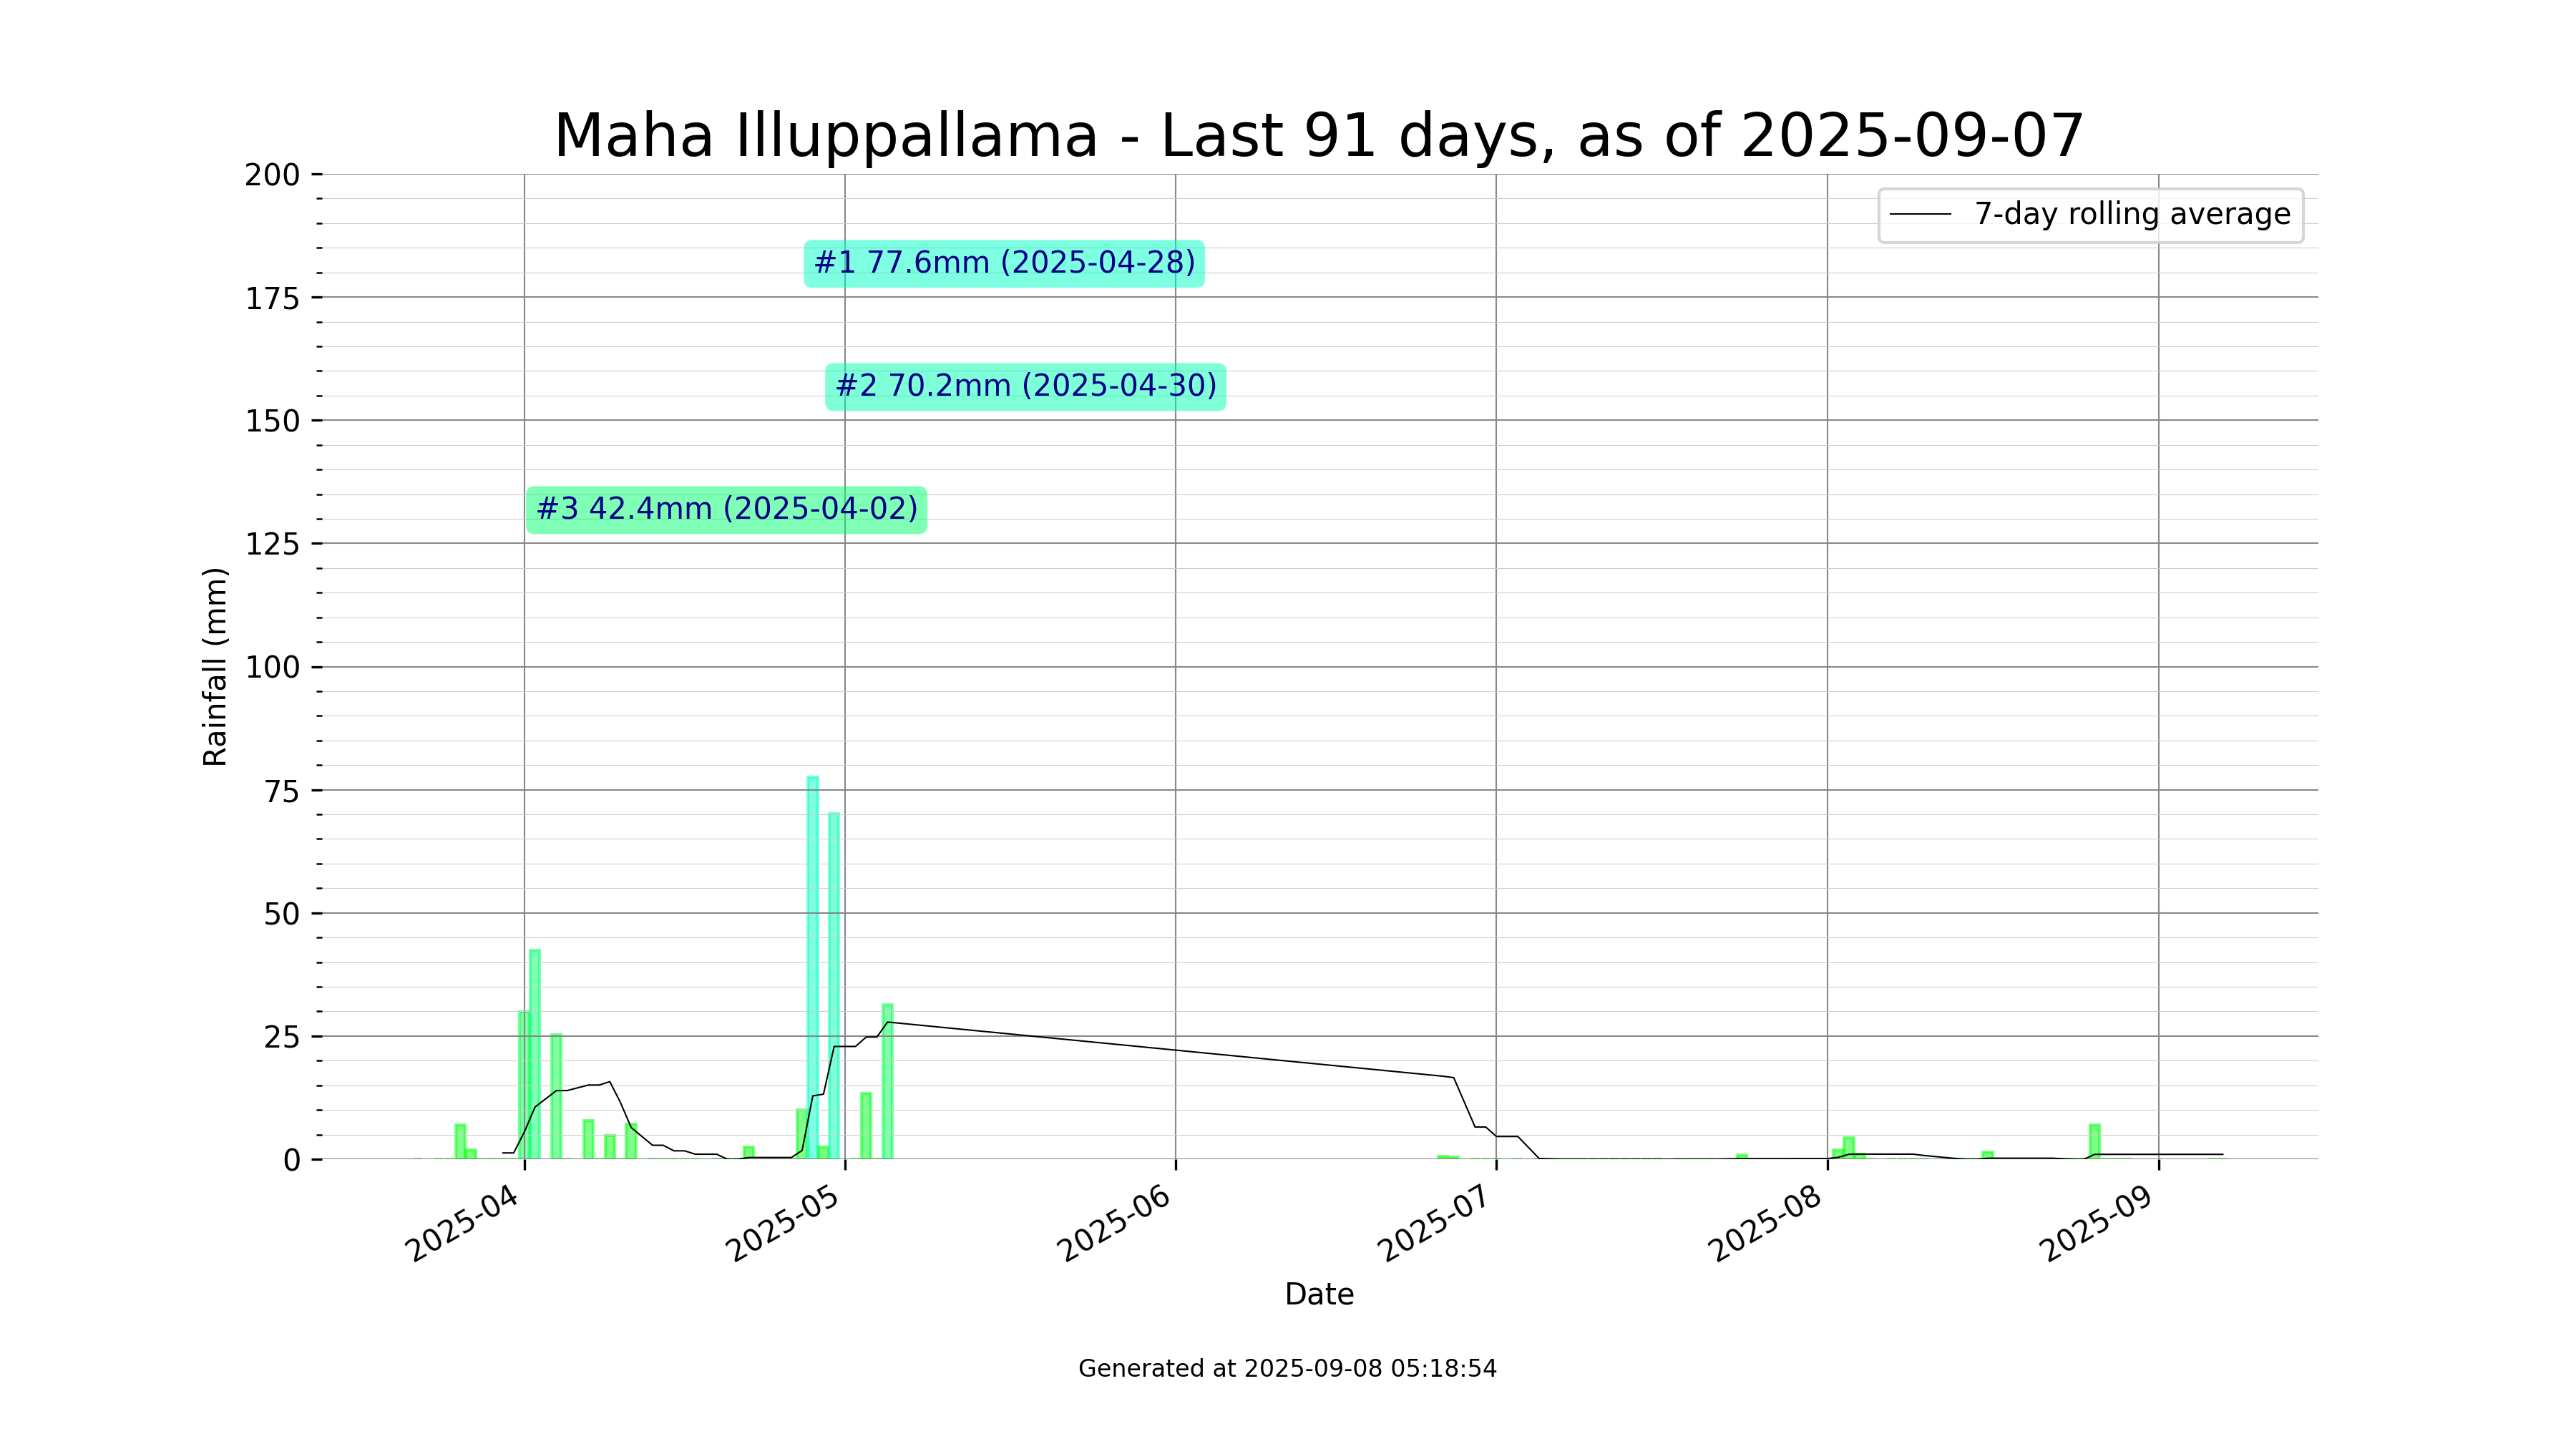 Maha Illuppallama - Last 91 days, as of 2025-09-07
7-day rolling average
#1 77.6mm (2025-04-28)
#2 70.2mm (2025-04-30)
#3 42.4mm (2025-04-02)
Rainfall (mm)
200
175
150
125
100
75
50
25
0
2025-04
2025-05
2025-06
2025-07
2025-08
2025-09
Date
Generated at 2025-09-08 05:18:54